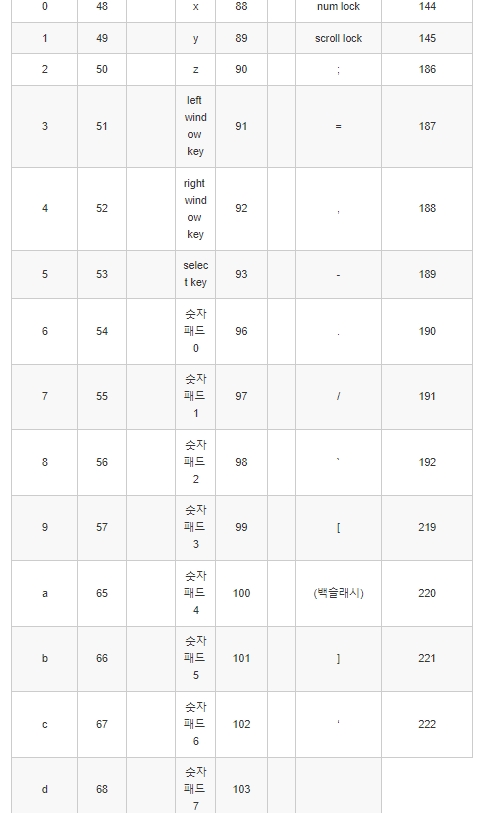 0 48 x 88 num lock 144
1 49 y 89 scroll lock 145
2 50 z 90 ; 186
3 51 left wind ow key 91 = 187
4 52 right wind ow key 92 , 188
5 53 selec t key 93 - 189
6 54 숫자 패드 0 96 . 190
7 55 숫자 패드 1 97 / 191
8 56 숫자 패드 2 98 ` 192
9 57 숫자 패드 3 99 [ 219
a 65 숫자 패드 4 100 (백슬래시) 220
b 66 숫자 패드 5 101 ] 221
c 67 숫자 패드 6 102 ‘ 222
d 68 숫자 패드 7 103